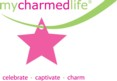 mycharmedlife®
celebrate · captivate · charm